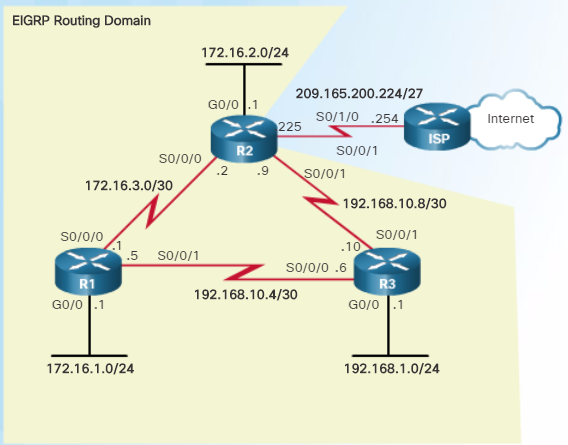 EIGRP Routing Domain
172.16.2.0/24
209.165.200.224/27
G0/0 .1
225 S0/1/0 .254
Internet
ISP
R2
S0/0/1
S0/0/0 .2 .9 S0/0/1
172.16.3.0/30
192.168.10.8/30
S0/0/0 .1
S0/0/1
.10
.5 S0/0/1
S0/0/0 .6
R1
R3
192.168.10.4/30
G0/0 .1
G0/0 .1
172.16.1.0/24
192.168.1.0/24